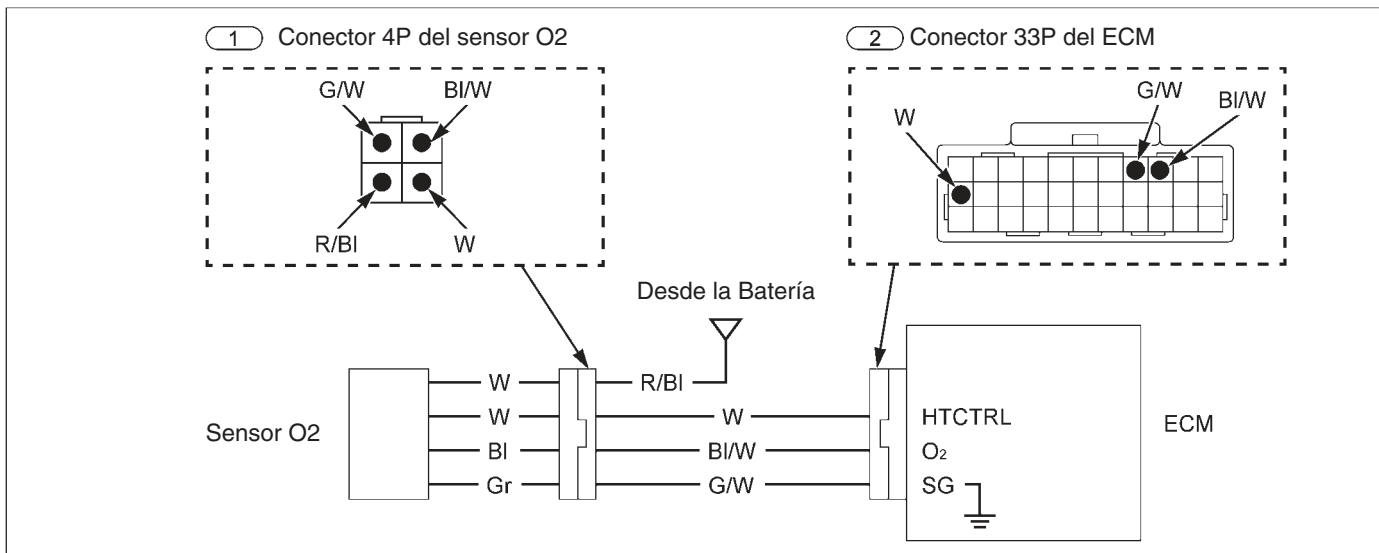 1 Conector 4P del sensor O2
2 Conector 33P del ECM
G/W
Bl/W
R/Bl
W
W
G/W
Bl/W
Desde la Batería
W
R/Bl
W
W
HTCTRL
Sensor O2
ECM
Bl
Bl/W
O₂
Gr
G/W
SG